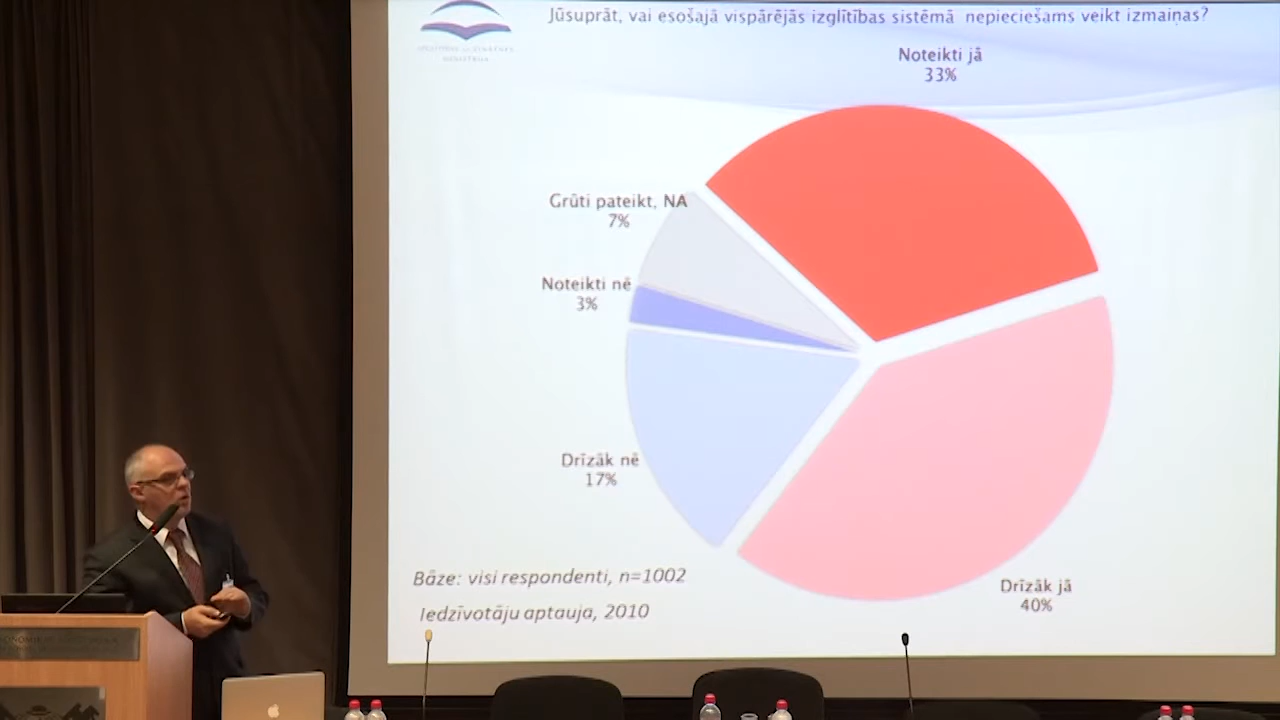 Jūsuprāt, vai esošajā vispārējās izglītības sistēmā nepieciešams veikt izmaiņas?
Noteikti jā
33%
Grūti pateikt, NA
7%
Noteikti nē
3%
Drīzāk nē
17%
Drīzāk jā
40%
Bāze: visi respondenti, n=1002
Iedzīvotāju aptauja, 2010